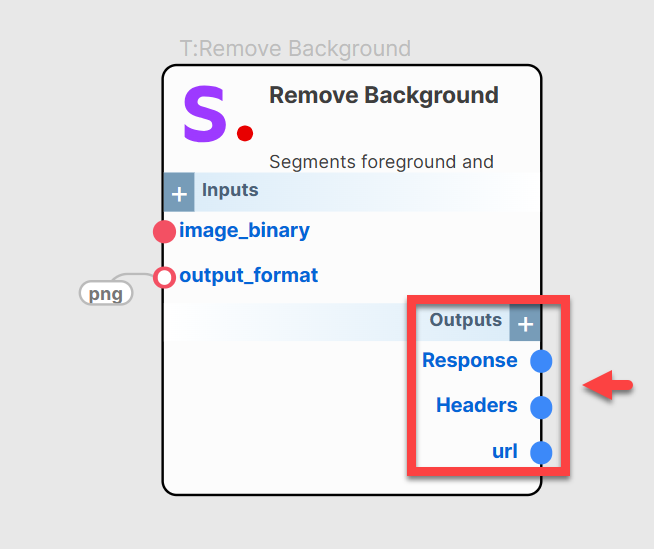 T:Remove Background
S.
Remove Background
Segments foreground and
+ Inputs
image_binary
output_format
png
Outputs +
Response
Headers
url